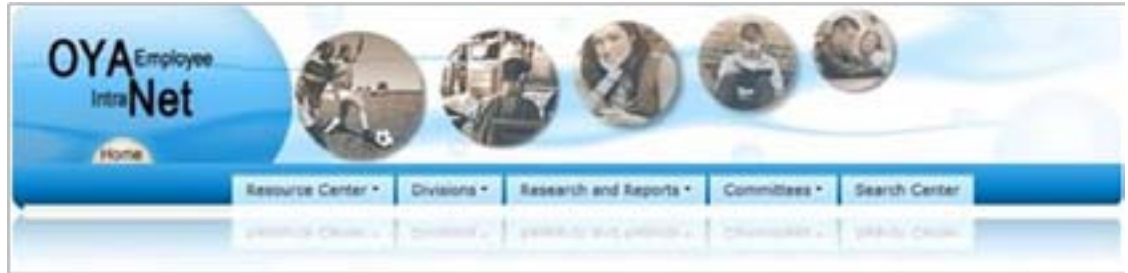 OYA Employee
Intra Net
Home
Resource Center Divisions Research and Reports Committees Search Center